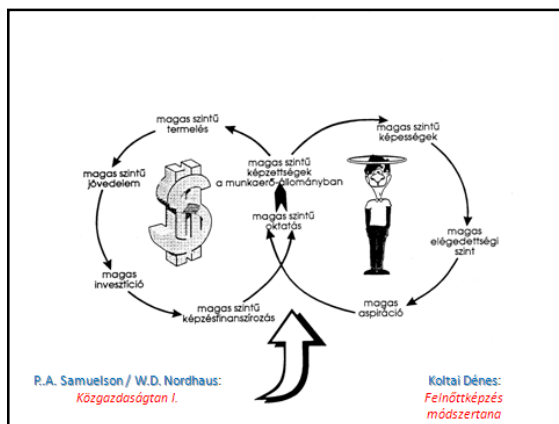 magas szintű
termelés
magas szintű
jövedelem
magas
invesztíció
magas szintű
képzésfinanszírozás
magas szintű
képzettségek
a munkaerő-állományban
magas szintű
oktatás
magas szintű
képességek
magas
elégedettségi
szint
magas
aspiráció
P.A. Samuelson / W.D. Nordhaus:
Közgazdaságtan I.
Koltai Dénes:
Felnőttképzés
módszertana